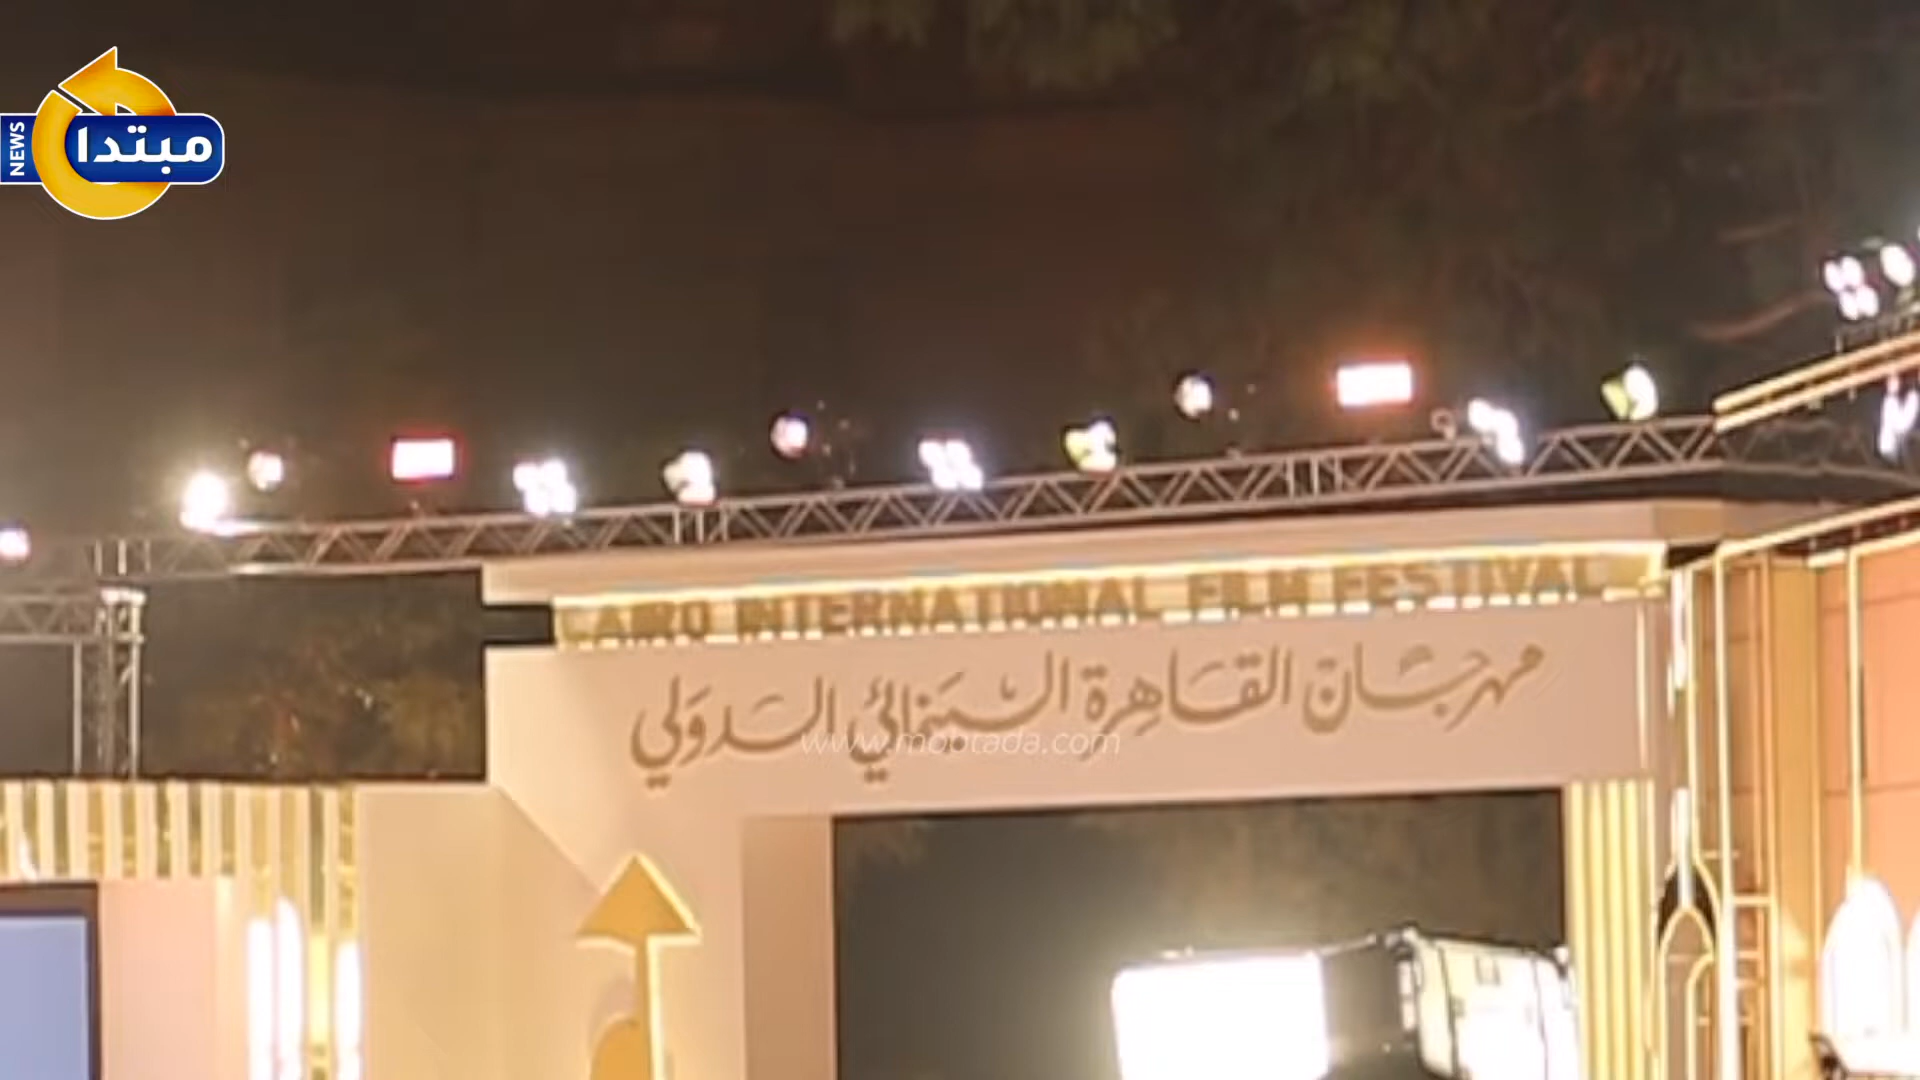 NEWS
مبتدا
CAIRO INTERNATIONAL FILM FESTIVAL
مهرجان القاهرة السينمائي الدولي
www.mobtada.com